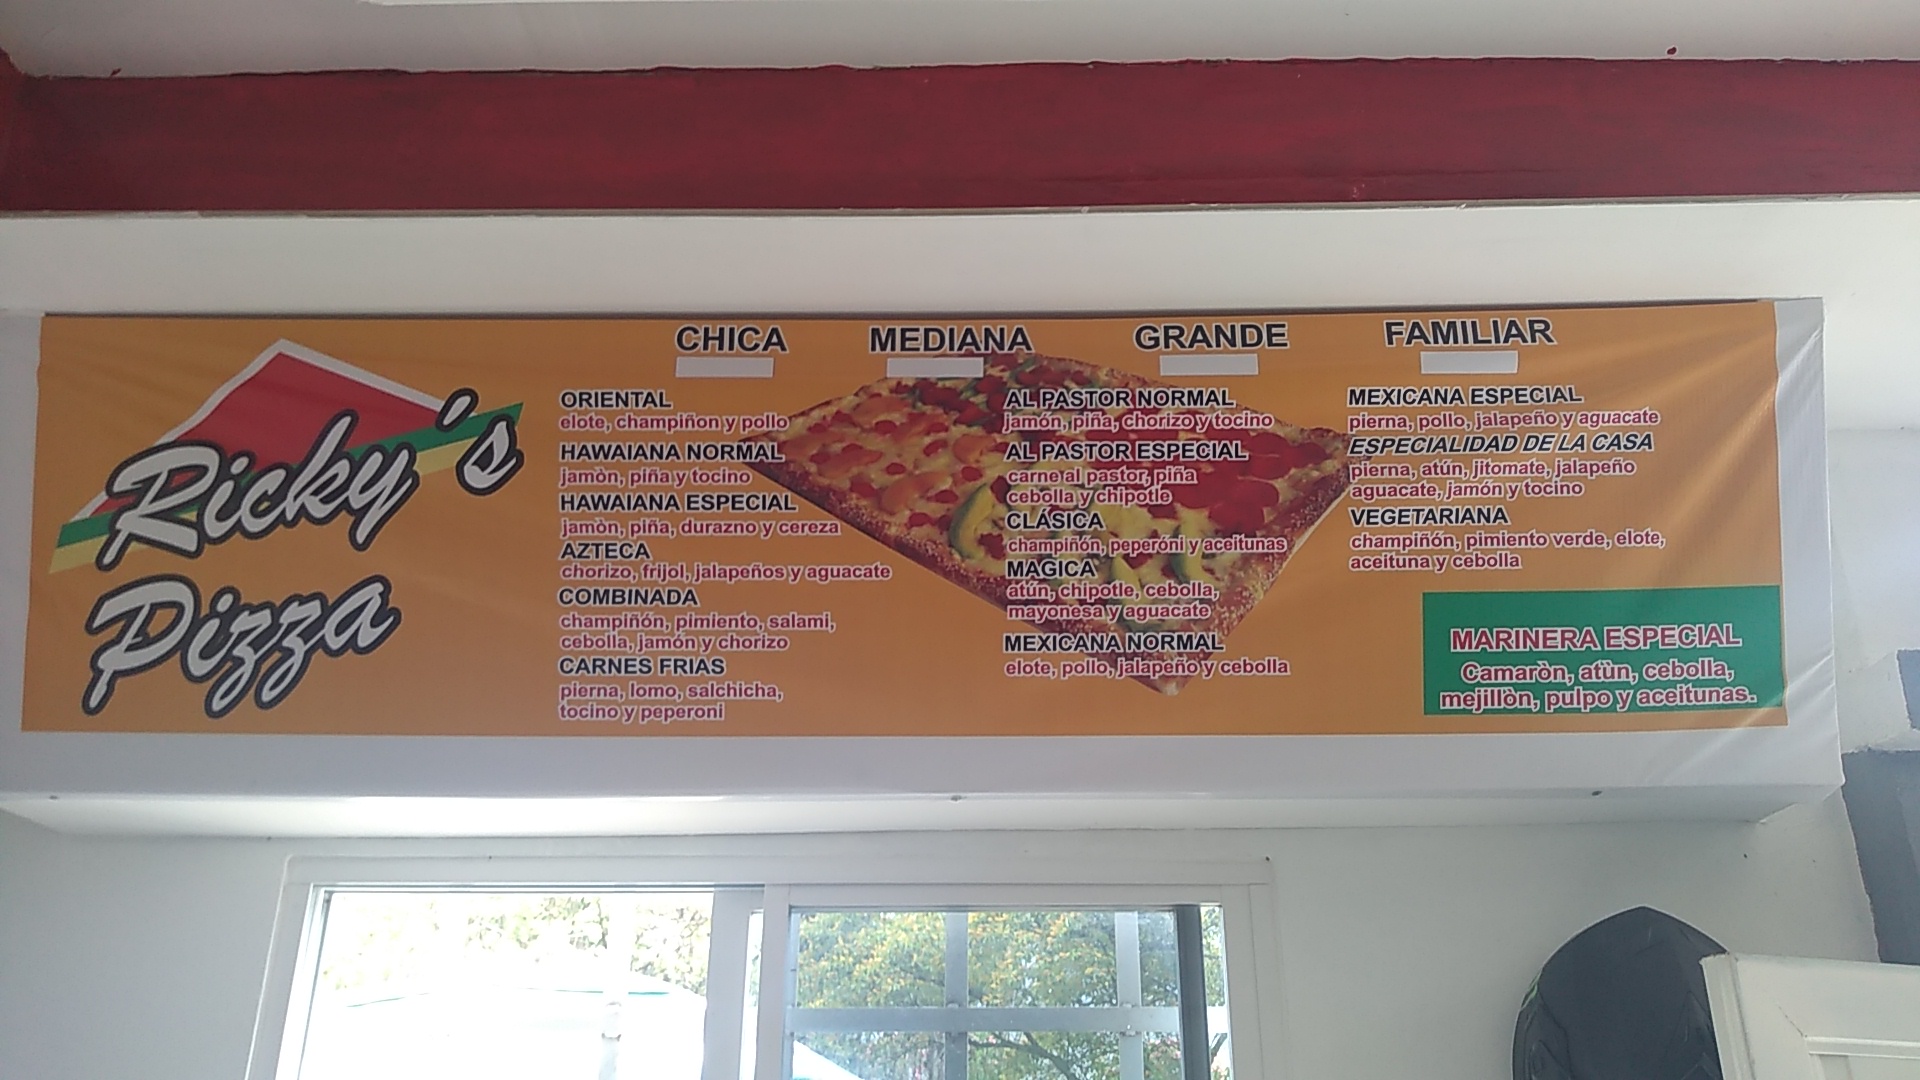 Ricky's
Pizza
CHICA
MEDIANA
GRANDE
FAMILIAR
ORIENTAL
elote, champiñon y pollo
HAWAIANA NORMAL
jamòn, piña y tocino
HAWAIANA ESPECIAL
jamòn, piña, durazno y cereza
AZTECA
chorizo, frijol, jalapeños y aguacate
COMBINADA
champiñón, pimiento, salami,
cebolla, jamón y chorizo
CARNES FRIAS
pierna, lomo, salchicha,
tocino y peperoni
AL PASTOR NORMAL
jamón, piña, chorizo y tocino
AL PASTOR ESPECIAL
carne al pastor, piña
cebolla y chipotle
CLÁSICA
champiñón, peperóni y aceitunas
MAGICA
atún, chipotle, cebolla,
mayonesa y aguacate
MEXICANA NORMAL
elote, pollo, jalapeño y cebolla
MEXICANA ESPECIAL
pierna, pollo, jalapeño y aguacate
ESPECIALIDAD DE LA CASA
pierna, atún, jitomate, jalapeño
aguacate, jamón y tocino
VEGETARIANA
champiñón, pimiento verde, elote,
aceituna y cebolla
MARINERA ESPECIAL
Camaròn, atùn, cebolla,
mejillòn, pulpo y aceitunas.